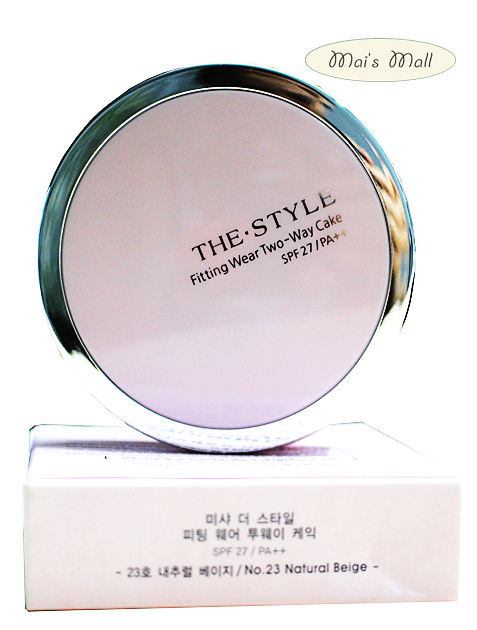 Mai's Mall
THE·STYLE
Fitting Wear Two-Way Cake
SPF 27/PA++
미샤 더 스타일
피팅 웨어 투웨이 케익
SPF 27 / PA++
- 23호 내추럴 베이지/No.23 Natural Beige -